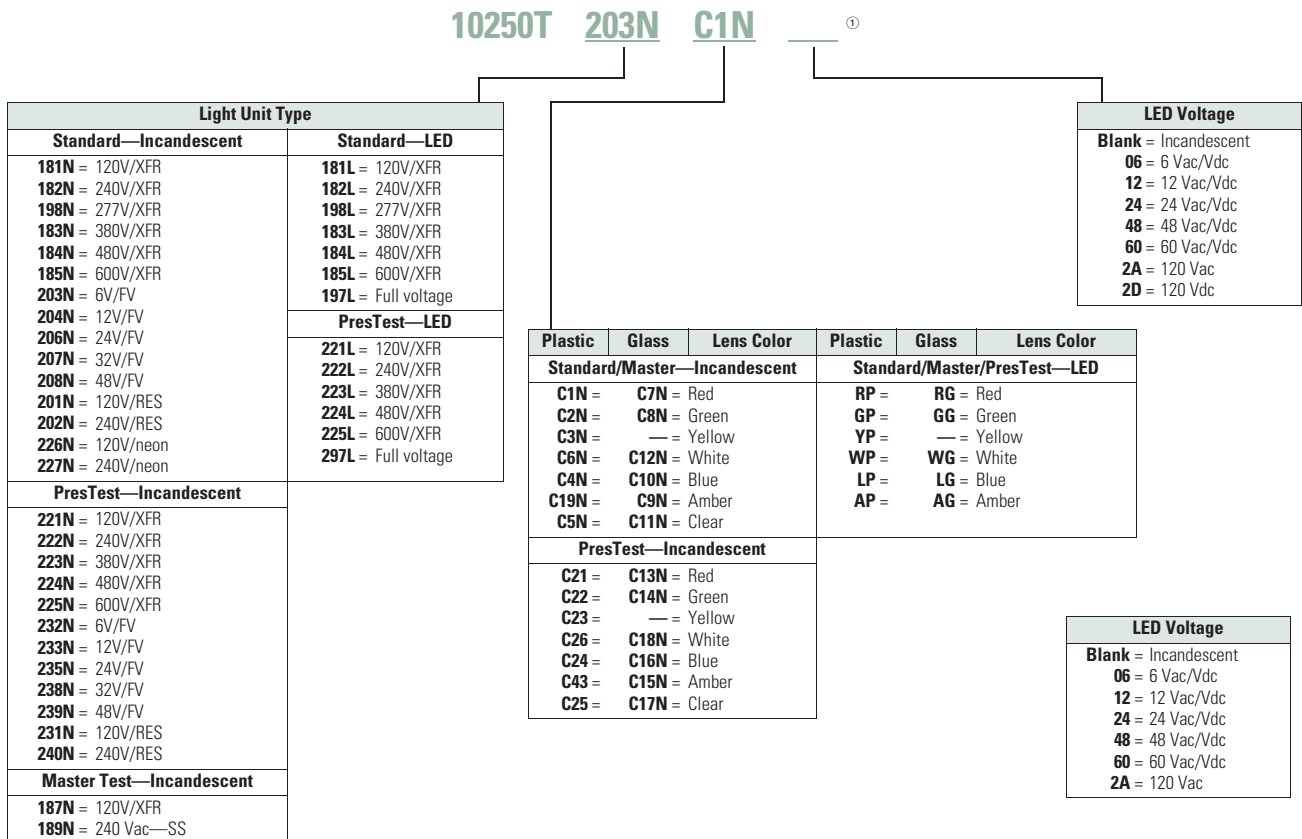 10250T 203N C1N ①
Light Unit Type
Standard—Incandescent
181N = 120V/XFR
182N = 240V/XFR
198N = 277V/XFR
183N = 380V/XFR
184N = 480V/XFR
185N = 600V/XFR
203N = 6V/FV
204N = 12V/FV
206N = 24V/FV
207N = 32V/FV
208N = 48V/FV
201N = 120V/RES
202N = 240V/RES
226N = 120V/neon
227N = 240V/neon
PresTest—Incandescent
221N = 120V/XFR
222N = 240V/XFR
223N = 380V/XFR
224N = 480V/XFR
225N = 600V/XFR
232N = 6V/FV
233N = 12V/FV
235N = 24V/FV
238N = 32V/FV
239N = 48V/FV
231N = 120V/RES
240N = 240V/RES
Master Test—Incandescent
187N = 120V/XFR
189N = 240 Vac—SS
Standard—LED
181L = 120V/XFR
182L = 240V/XFR
198L = 277V/XFR
183L = 380V/XFR
184L = 480V/XFR
185L = 600V/XFR
197L = Full voltage
PresTest—LED
221L = 120V/XFR
222L = 240V/XFR
223L = 380V/XFR
224L = 480V/XFR
225L = 600V/XFR
297L = Full voltage
Plastic Glass Lens Color
Standard/Master—Incandescent
C1N = C7N = Red
C2N = C8N = Green
C3N = — = Yellow
C6N = C12N = White
C4N = C10N = Blue
C19N = C9N = Amber
C5N = C11N = Clear
PresTest—Incandescent
C21 = C13N = Red
C22 = C14N = Green
C23 = — = Yellow
C26 = C18N = White
C24 = C16N = Blue
C43 = C15N = Amber
C25 = C17N = Clear
Plastic Glass Lens Color
Standard/Master/PresTest—LED
RP = RG = Red
GP = GG = Green
YP = — = Yellow
WP = WG = White
LP = LG = Blue
AP = AG = Amber
LED Voltage
Blank = Incandescent
06 = 6 Vac/Vdc
12 = 12 Vac/Vdc
24 = 24 Vac/Vdc
48 = 48 Vac/Vdc
60 = 60 Vac/Vdc
2A = 120 Vac
2D = 120 Vdc
LED Voltage
Blank = Incandescent
06 = 6 Vac/Vdc
12 = 12 Vac/Vdc
24 = 24 Vac/Vdc
48 = 48 Vac/Vdc
60 = 60 Vac/Vdc
2A = 120 Vac